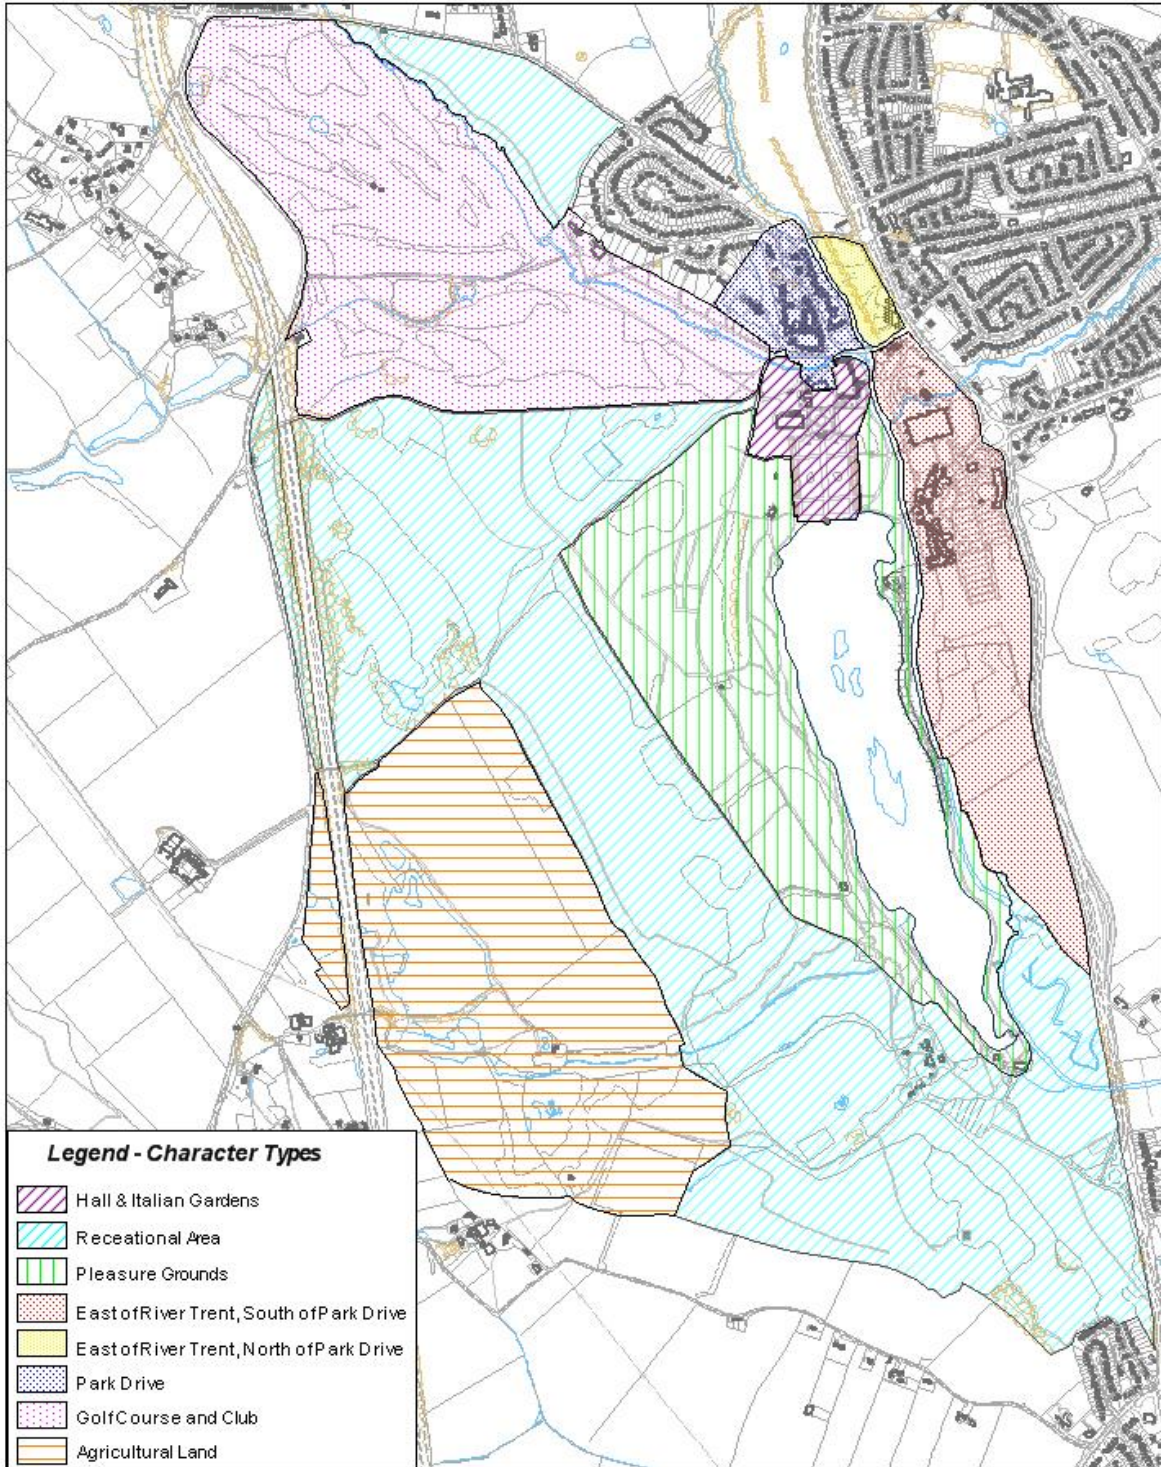 Legend - Character Types
Hall & Italian Gardens
Receational Area
Pleasure Grounds
East of River Trent, South of Park Drive
East of River Trent, North of Park Drive
Park Drive
Golf Course and Club
Agricultural Land